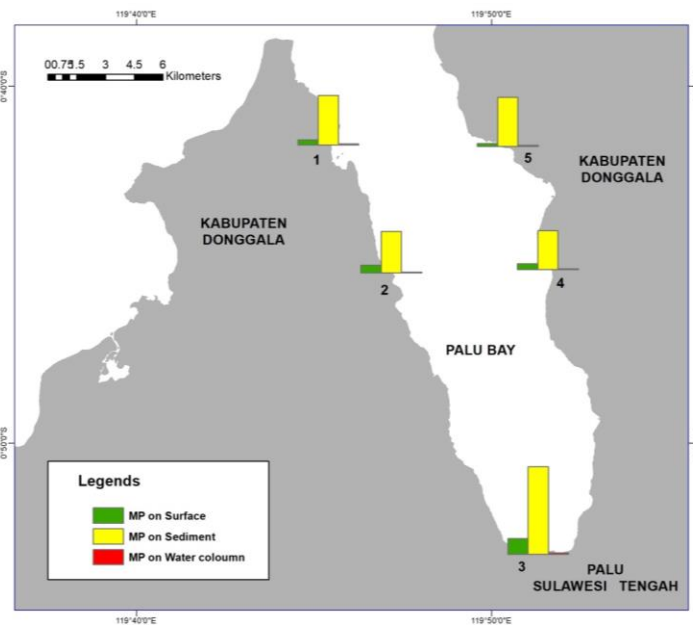 119°40'0"E
119°50'0"E
00.751.5 3 4.5 6
Kilometers
0°40'0"S
1
5
KABUPATEN
DONGGALA
KABUPATEN
DONGGALA
2
4
PALU BAY
0°50'0"S
Legends
MP on Surface
MP on Sediment
MP on Water coloumn
3
PALU
SULAWESI TENGAH
119°40'0"E
119°50'0"E